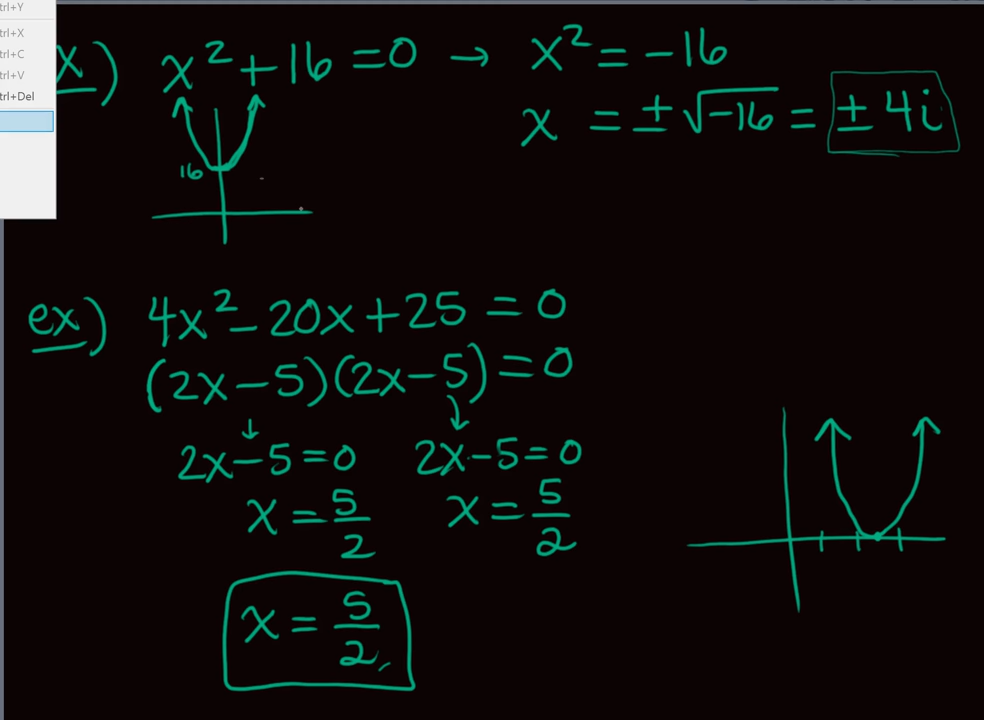 trl+Y
trl+X
trl+C
trl+V
trl+Del
x) x² + 16 = 0 → x² = -16
x = ± √-16 = ± 4i
16
ex) 4x² - 20x + 25 = 0
(2x - 5)(2x - 5) = 0
↓ ↓
2x - 5 = 0 2x - 5 = 0
x = 5/2 x = 5/2
x = 5/2